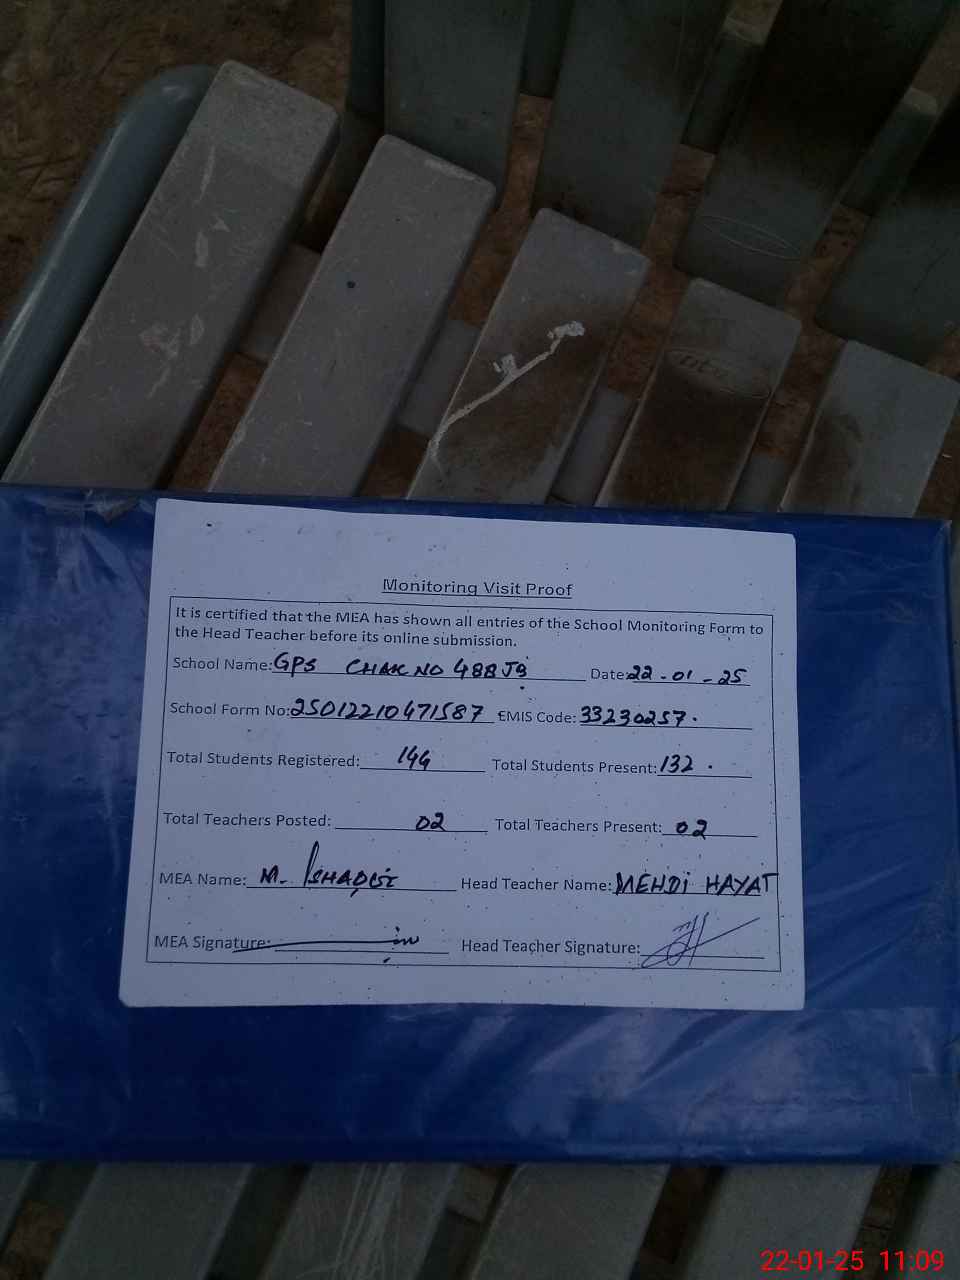 Monitoring Visit Proof
It is certified that the MEA has shown all entries of the School Monitoring Form to
the Head Teacher before its online submission.
School Name: GPS CHAK NO 488 JB Date: 22-01-25
School Form No: 25012210471587 EMIS Code: 33230257.
Total Students Registered: 144 Total Students Present: 132.
Total Teachers Posted: 02 Total Teachers Present: 02
MEA Name: M. Head Teacher Name: MEHDI HAYAT
MEA Signature: Head Teacher Signature:
22-01-25 11:09